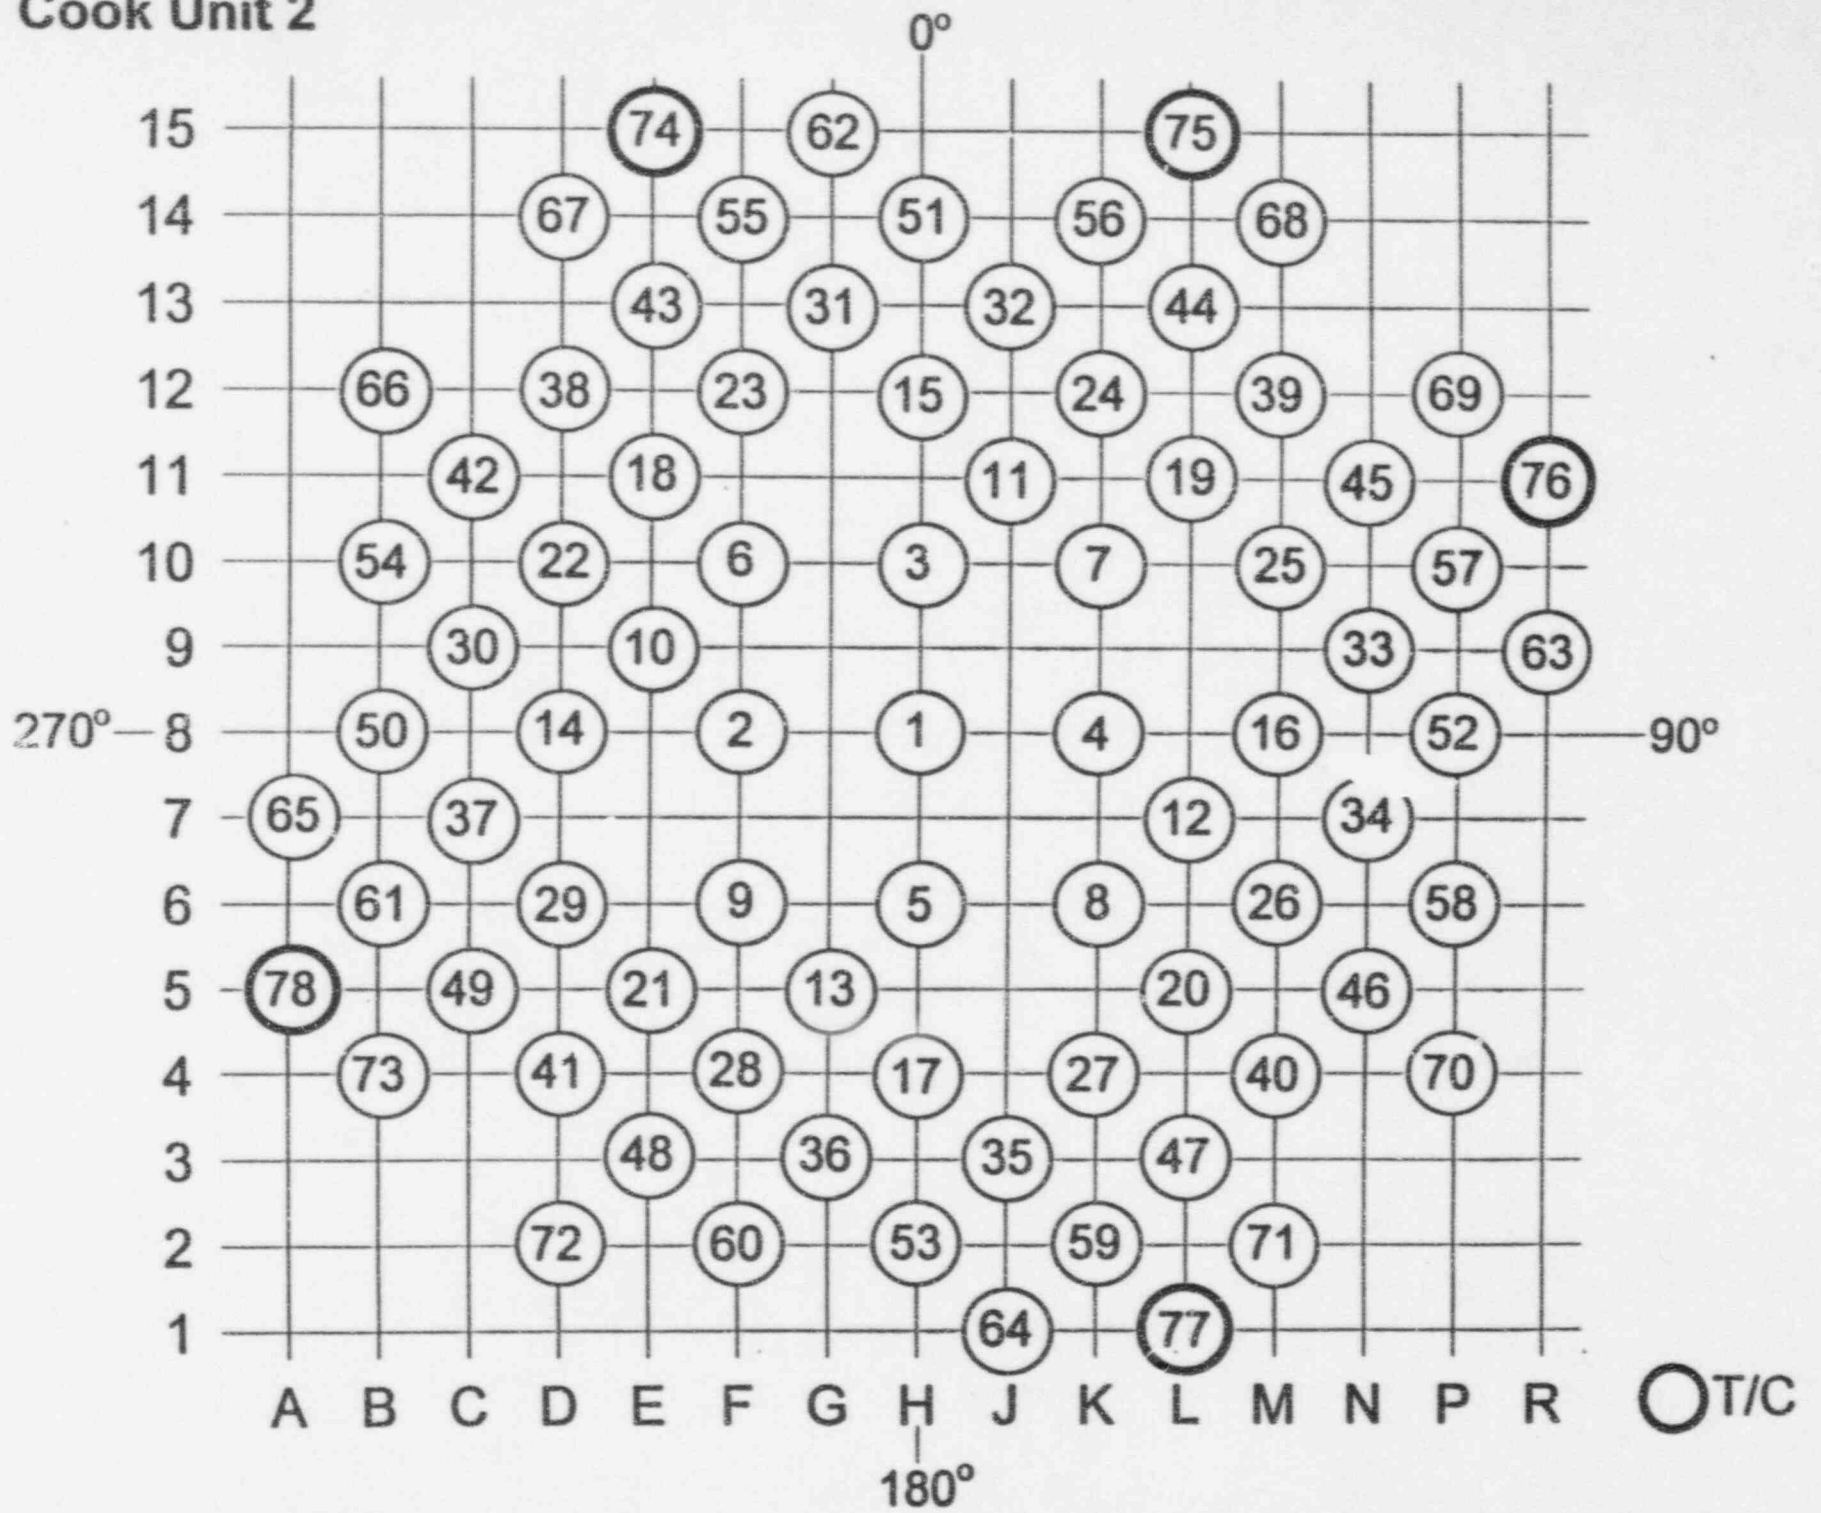 Cook Unit 2
0°
15 74 62 75
14 67 55 51 56 68
13 43 31 32 44
12 66 38 23 15 24 39 69
11 42 18 11 19 45 76
10 54 22 6 3 7 25 57
9 30 10 33 63
270° 8 50 14 2 1 4 16 52 90°
7 65 37 12 34
6 61 29 9 5 8 26 58
5 78 49 21 13 20 46
4 73 41 28 17 27 40 70
3 48 36 35 47
2 72 60 53 59 71
1 64 77
A B C D E F G H J K L M N P R T/C
180°